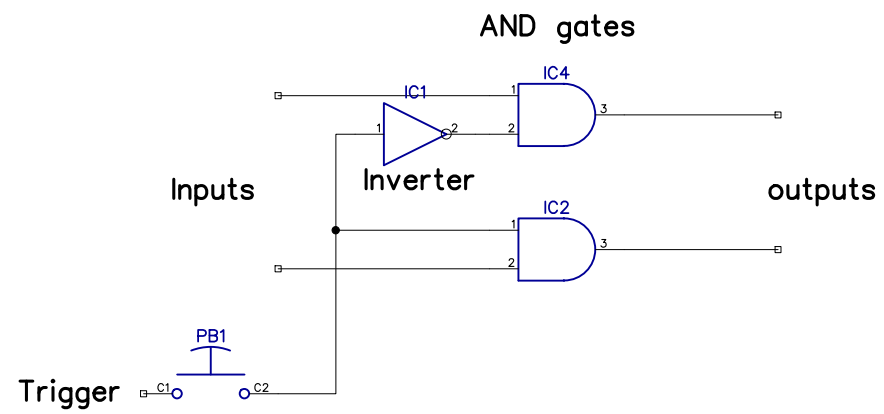 AND gates
IC4
1
IC1
3
1
2
2
Inverter
Inputs
outputs
IC2
1
3
2
PB1
Trigger
C1
C2